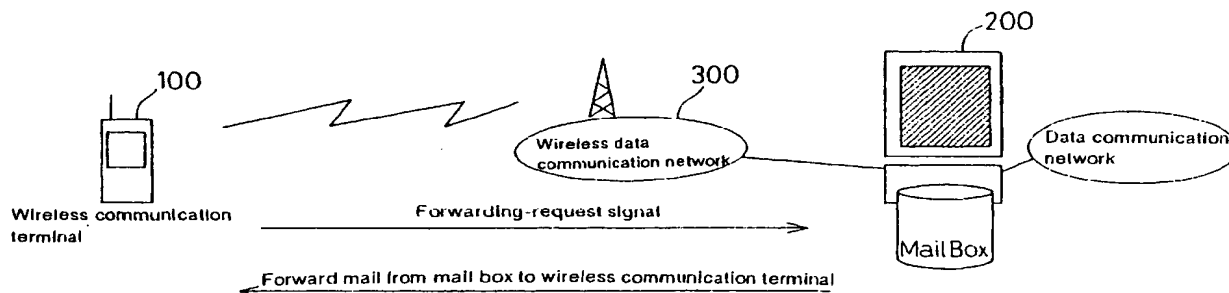 200
300
100
Wireless data
communication network
Data communication
network
Wireless communication
terminal
Forwarding-request signal
Mail Box
Forward mail from mail box to wireless communication terminal